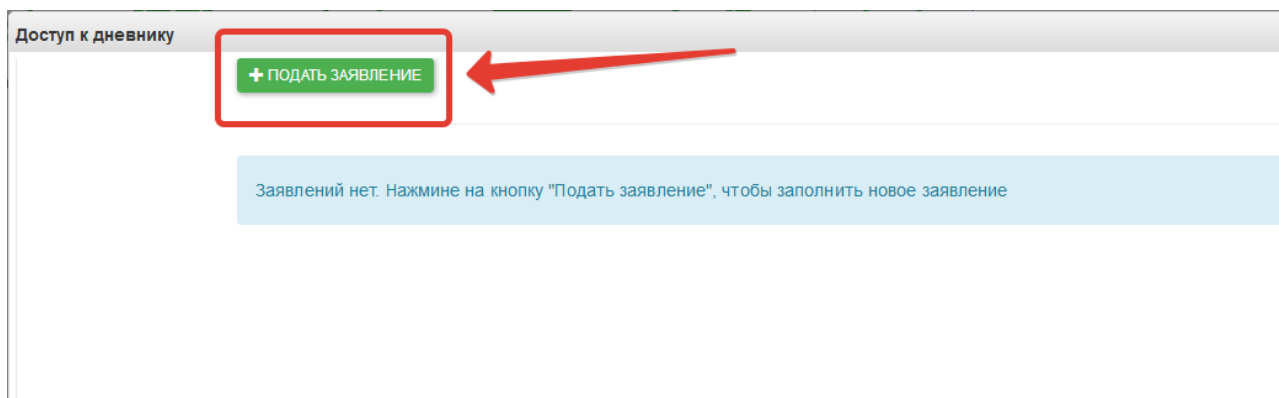 Доступ к дневнику
+ ПОДАТЬ ЗАЯВЛЕНИЕ
Заявлений нет. Нажмине на кнопку "Подать заявление", чтобы заполнить новое заявление